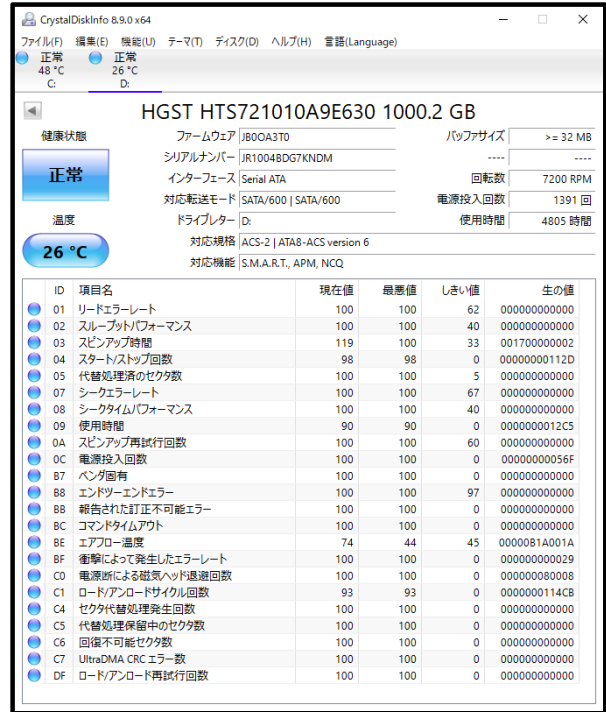 CrystalDiskInfo 8.9.0 x64
ファイル(F) 編集(E) 機能(U) テーマ(T) ディスク(D) ヘルプ(H) 言語(Language)
正常 正常
48 °C 26 °C
C: D:
HGST HTS721010A9E630 1000.2 GB
健康状態 ファームウェア JB0OA3T0 バッファサイズ >= 32 MB
シリアルナンバー JR1004BDG7KNDM ---- ----
正常 インターフェース Serial ATA 回転数 7200 RPM
対応転送モード SATA/600 | SATA/600 電源投入回数 1391 回
温度 ドライブレター D: 使用時間 4805 時間
26 °C 対応規格 ACS-2 | ATA8-ACS version 6
対応機能 S.M.A.R.T., APM, NCQ
ID 項目名 現在値 最悪値 しきい値 生の値
01 リードエラーレート 100 100 62 000000000000
02 スループットパフォーマンス 100 100 40 000000000000
03 スピンアップ時間 119 100 33 001700000002
04 スタート/ストップ回数 98 98 0 00000000112D
05 代替処理済のセクタ数 100 100 5 000000000000
07 シークエラーレート 100 100 67 000000000000
08 シークタイムパフォーマンス 100 100 40 000000000000
09 使用時間 90 90 0 0000000012C5
0A スピンアップ再試行回数 100 100 60 000000000000
0C 電源投入回数 100 100 0 00000000056F
B7 ベンダ固有 100 100 0 000000000000
B8 エンドツーエンドエラー 100 100 97 000000000000
BB 報告された訂正不可能エラー 100 100 0 000000000000
BC コマンドタイムアウト 100 100 0 000000000000
BE エアフロー温度 74 44 45 00000B1A001A
BF 衝撃によって発生したエラーレート 100 100 0 000000000029
C0 電源断による磁気ヘッド退避回数 100 100 0 000000080008
C1 ロード/アンロードサイクル回数 93 93 0 0000000114CB
C4 セクタ代替処理発生回数 100 100 0 000000000000
C5 代替処理保留中のセクタ数 100 100 0 000000000000
C6 回復不可能セクタ数 100 100 0 000000000000
C7 UltraDMA CRC エラー数 100 100 0 000000000000
DF ロード/アンロード再試行回数 100 100 0 000000000000